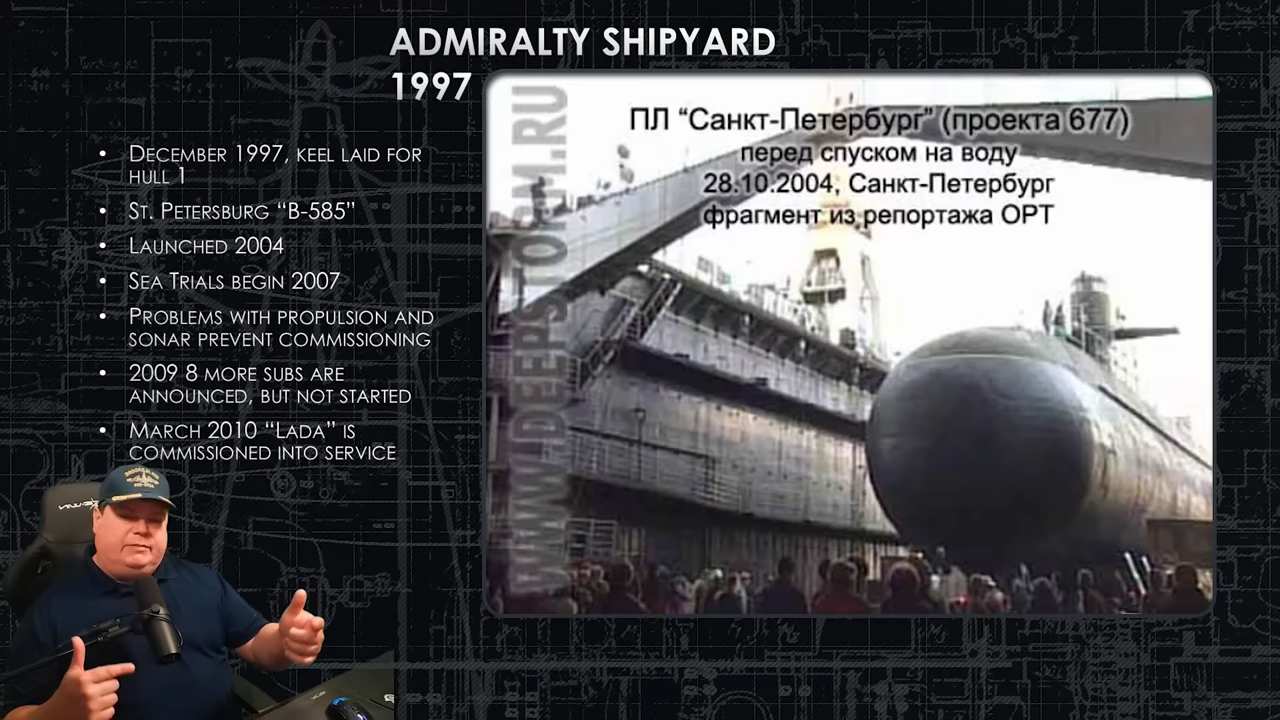 ADMIRALTY SHIPYARD
1997
• December 1997, keel laid for
hull 1
• St. Petersburg “B-585”
• Launched 2004
• Sea Trials begin 2007
• Problems with propulsion and
sonar prevent commissioning
• 2009 8 more subs are
announced, but not started
• March 2010 “Lada” is
commissioned into service
WWW.DEEPSTORM.RU
ПЛ “Санкт-Петербург” (проекта 677)
перед спуском на воду
28.10.2004, Санкт-Петербург
фрагмент из репортажа ОРТ